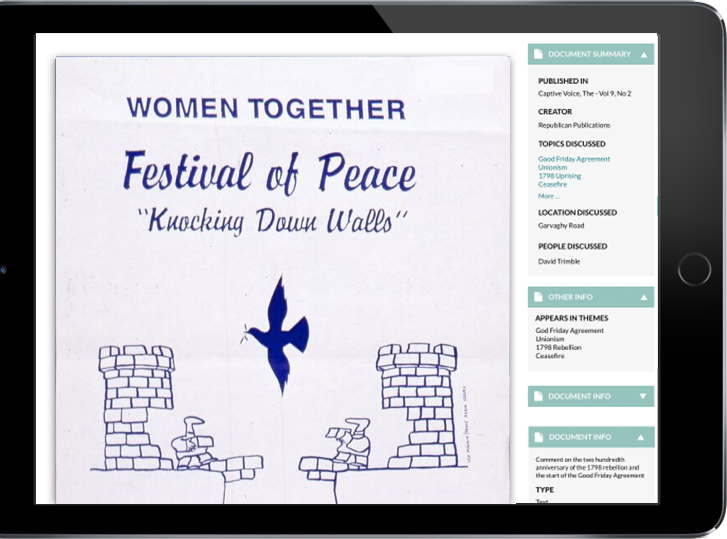 WOMEN TOGETHER
Festival of Peace
"Knocking Down Walls"
DOCUMENT SUMMARY
PUBLISHED IN
Captive Voice, The - Vol 9, No 2
CREATOR
Republican Publications
TOPICS DISCUSSED
Good Friday Agreement
Unionism
1798 Uprising
Ceasefire
More ...
LOCATION DISCUSSED
Garvaghy Road
PEOPLE DISCUSSED
David Trimble
OTHER INFO
APPEARS IN THEMES
God Friday Agreement
Unionism
1798 Rebellion
Ceasefire
DOCUMENT INFO
DOCUMENT INFO
Comment on the two hundredth
anniversary of the 1798 rebellion and
the start of the Good Friday Agreement
TYPE
Text